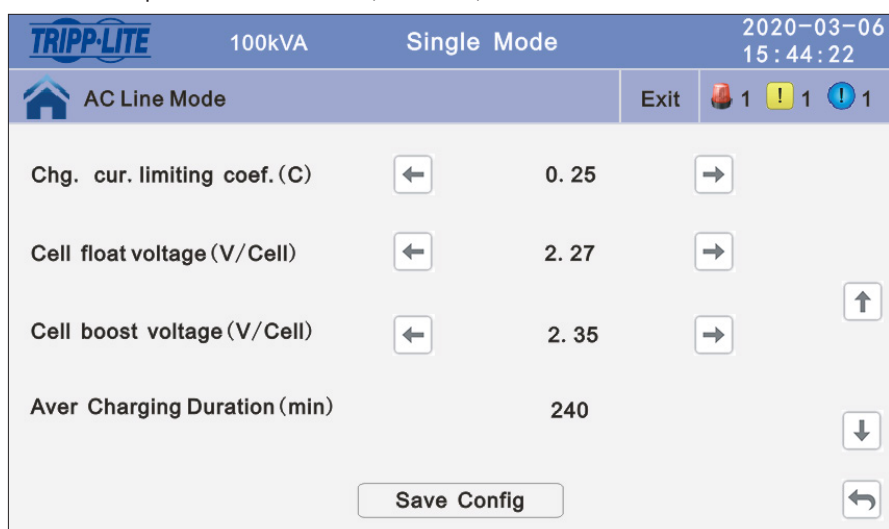 TRIPP·LITE 100kVA Single Mode 2020-03-06
15:44:22
AC Line Mode Exit 1 ! 1 ! 1
Chg. cur. limiting coef.(C) 0.25
Cell float voltage(V/Cell) 2.27
Cell boost voltage(V/Cell) 2.35
Aver Charging Duration(min) 240
Save Config